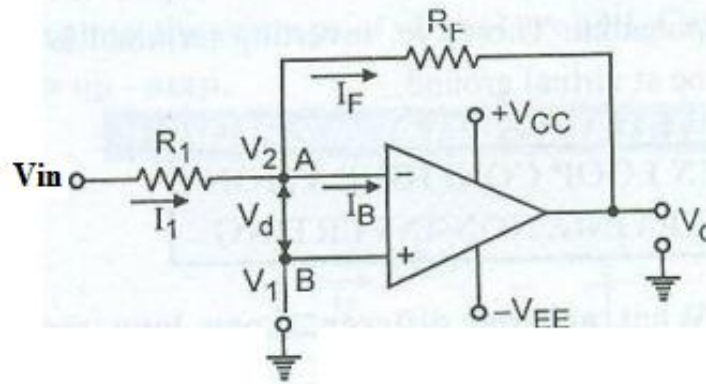 R_F
I_F
+V_CC
Vin
R_1
V_2
A
I_1
V_d
I_B
V_1
B
+
V_o
-V_EE